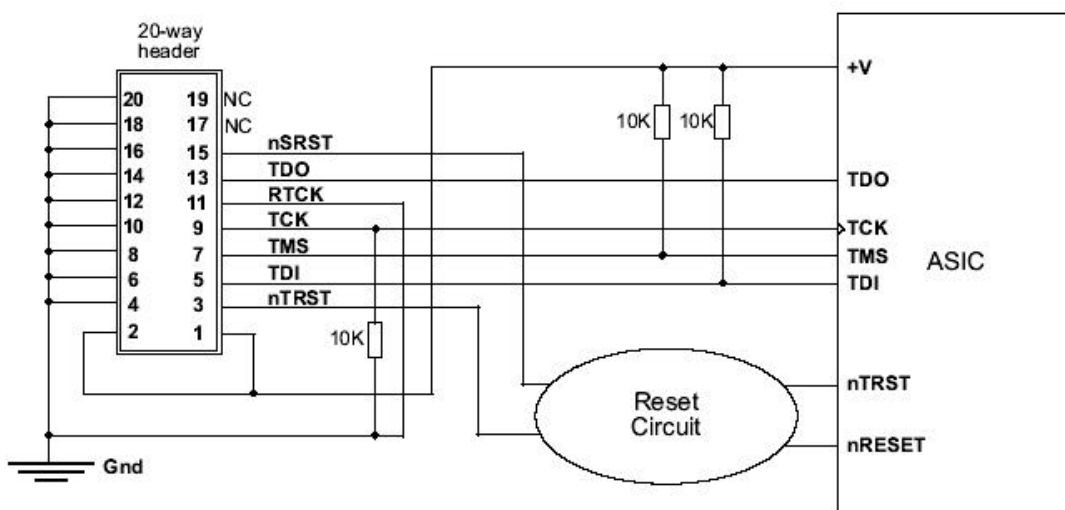 20-way
header
20 19 NC
18 17 NC
16 15 nSRST
14 13 TDO
12 11 RTCK
10 9 TCK
8 7 TMS
6 5 TDI
4 3 nTRST
2 1
10K
10K 10K
Gnd
Reset
Circuit
+V
TDO
TCK
TMS
TDI
ASIC
nTRST
nRESET